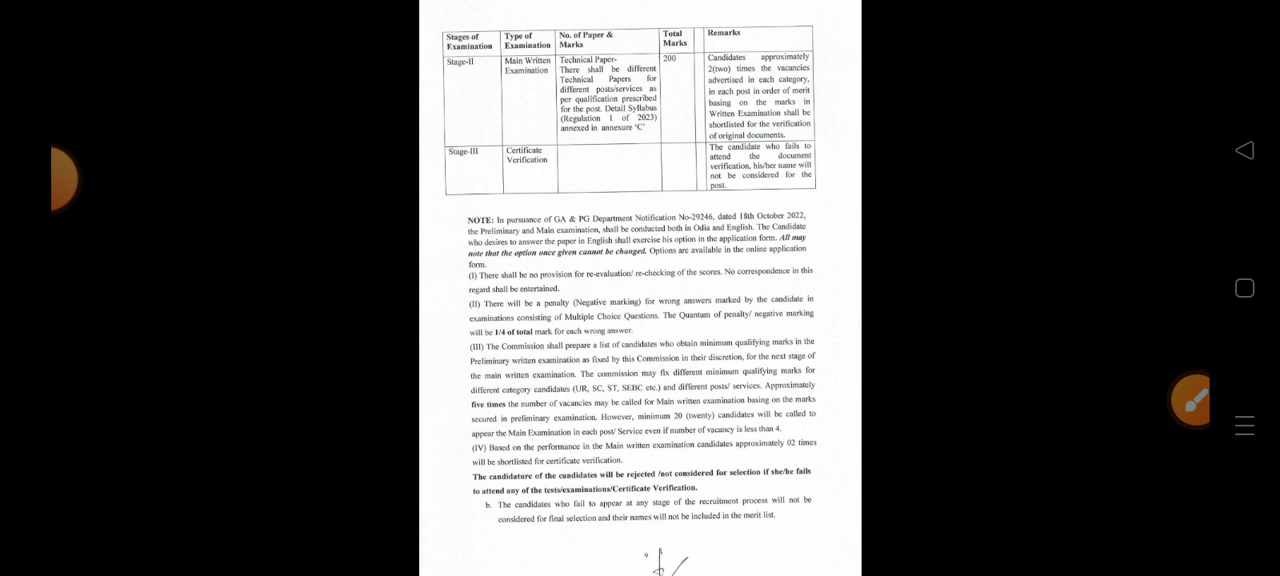 Stages of Examination
Type of Examination
No. of Paper & Marks
Total Marks
Remarks
Stage-II
Main Written Examination
Technical Paper-
There shall be different
Technical Papers for
different posts/services as
per qualification prescribed
for the post. Detail Syllabus
(Regulation 1 of 2023)
annexed in annexure 'C'
200
Candidates approximately
2(two) times the vacancies
advertised in each category,
in each post in order of merit
basing on the marks in
Written Examination shall be
shortlisted for the verification
of original documents.
Stage-III
Certificate
Verification
The candidate who fails to
attend the document
verification, his/her name will
not be considered for the
post.
NOTE: In pursuance of GA & PG Department Notification No-29246, dated 18th October 2022,
the Preliminary and Main examination, shall be conducted both in Odia and English. The Candidate
who desires to answer the paper in English shall exercise his option in the application form. All may
note that the option once given cannot be changed. Options are available in the online application
form.
(I) There shall be no provision for re-evaluation/ re-checking of the scores. No correspondence in this
regard shall be entertained.
(II) There will be a penalty (Negative marking) for wrong answers marked by the candidate in
examinations consisting of Multiple Choice Questions. The Quantum of penalty/ negative marking
will be 1/4 of total mark for each wrong answer.
(III) The Commission shall prepare a list of candidates who obtain minimum qualifying marks in the
Preliminary written examination as fixed by this Commission in their discretion, for the next stage of
the main written examination. The commission may fix different minimum qualifying marks for
different category candidates (UR, SC, ST, SEBC etc.) and different posts/ services. Approximately
five times the number of vacancies may be called for Main written examination basing on the marks
secured in preliminary examination. However, minimum 20 (twenty) candidates will be called to
appear the Main Examination in each post/ Service even if number of vacancy is less than 4.
(IV) Based on the performance in the Main written examination candidates approximately 02 times
will be shortlisted for certificate verification.
The candidature of the candidates will be rejected /not considered for selection if she/he fails
to attend any of the tests/examinations/Certificate Verification.
b. The candidates who fail to appear at any stage of the recruitment process will not be
considered for final selection and their names will not be included in the merit list.